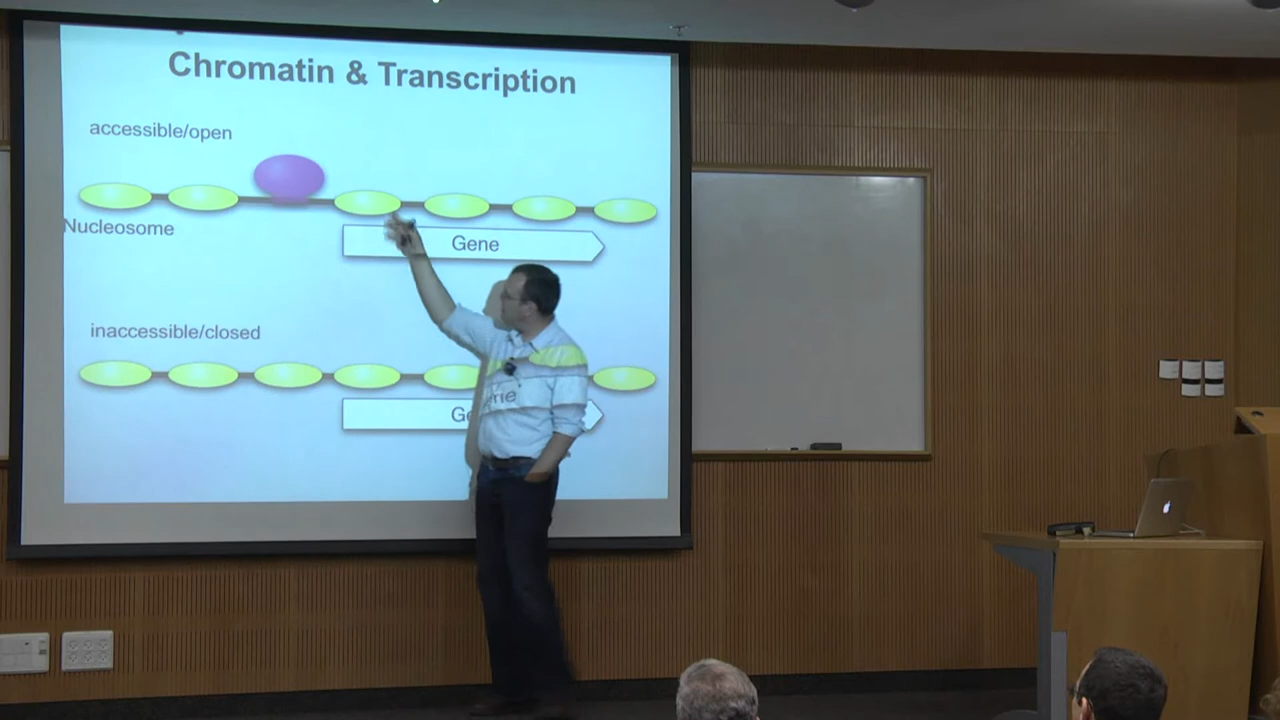 Chromatin & Transcription
accessible/open
Nucleosome
Gene
inaccessible/closed